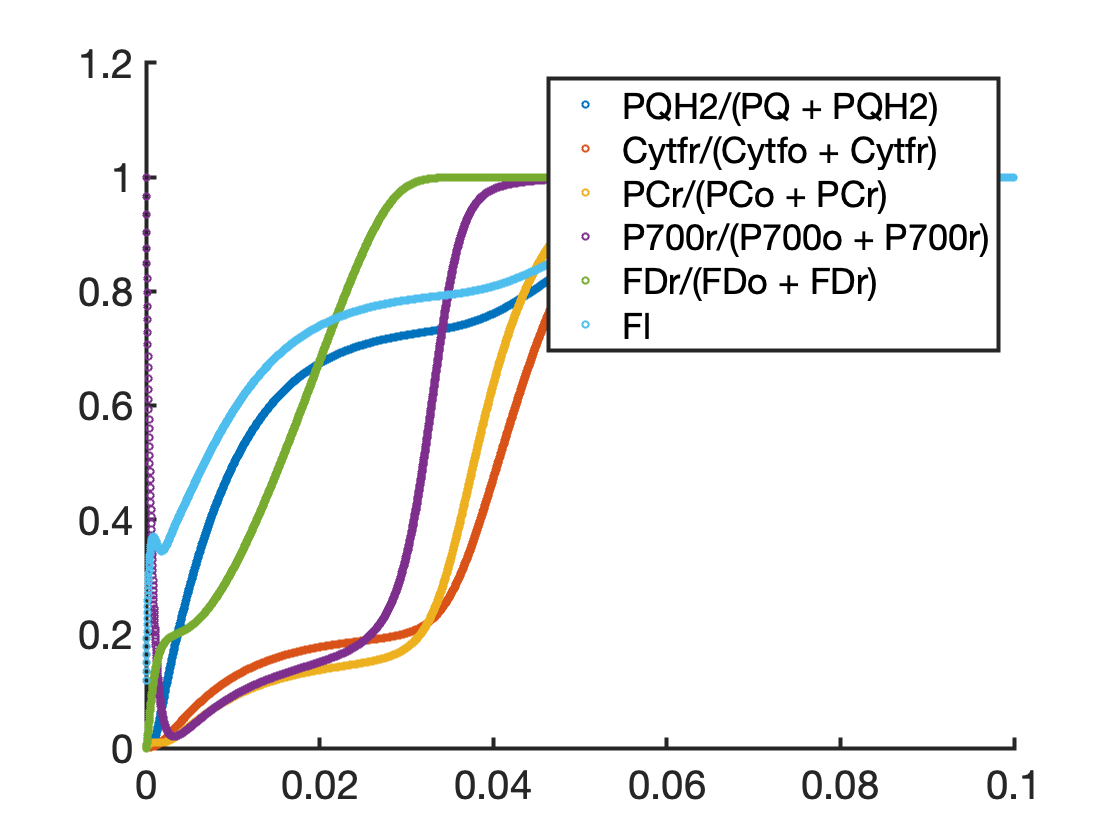 1.2
1
0.8
0.6
0.4
0.2
0
PQH2/(PQ + PQH2)
Cytfr/(Cytfo + Cytfr)
PCr/(PCo + PCr)
P700r/(P700o + P700r)
FDr/(FDo + FDr)
Fl
0 0.02 0.04 0.06 0.08 0.1